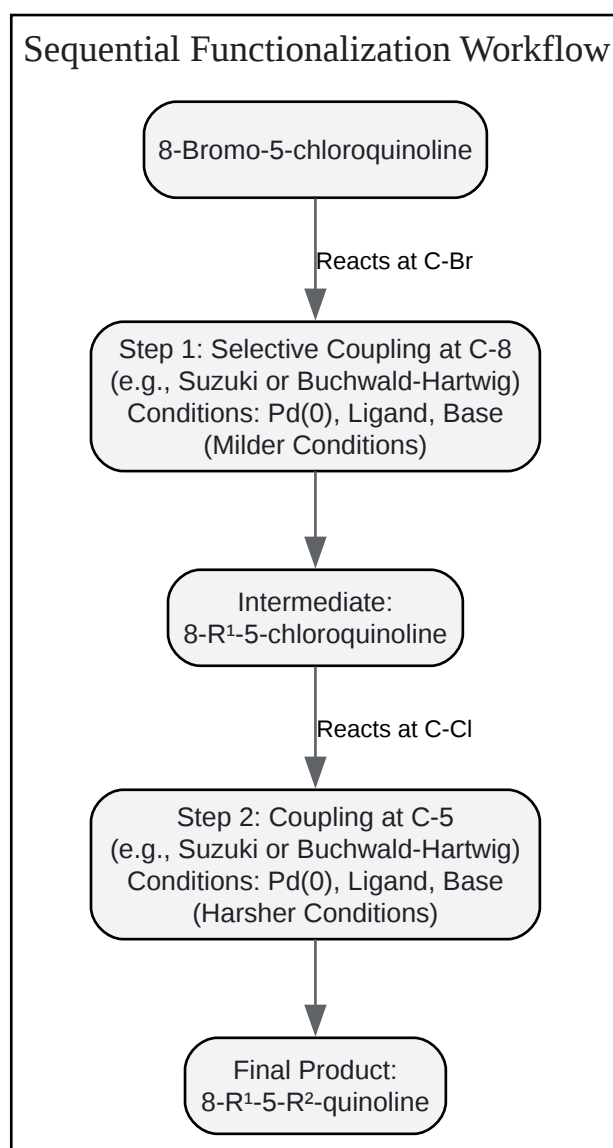 Sequential Functionalization Workflow
8-Bromo-5-chloroquinoline
Reacts at C-Br
Step 1: Selective Coupling at C-8
(e.g., Suzuki or Buchwald-Hartwig)
Conditions: Pd(0), Ligand, Base
(Milder Conditions)
Intermediate:
8-R¹-5-chloroquinoline
Reacts at C-Cl
Step 2: Coupling at C-5
(e.g., Suzuki or Buchwald-Hartwig)
Conditions: Pd(0), Ligand, Base
(Harsher Conditions)
Final Product:
8-R¹-5-R²-quinoline